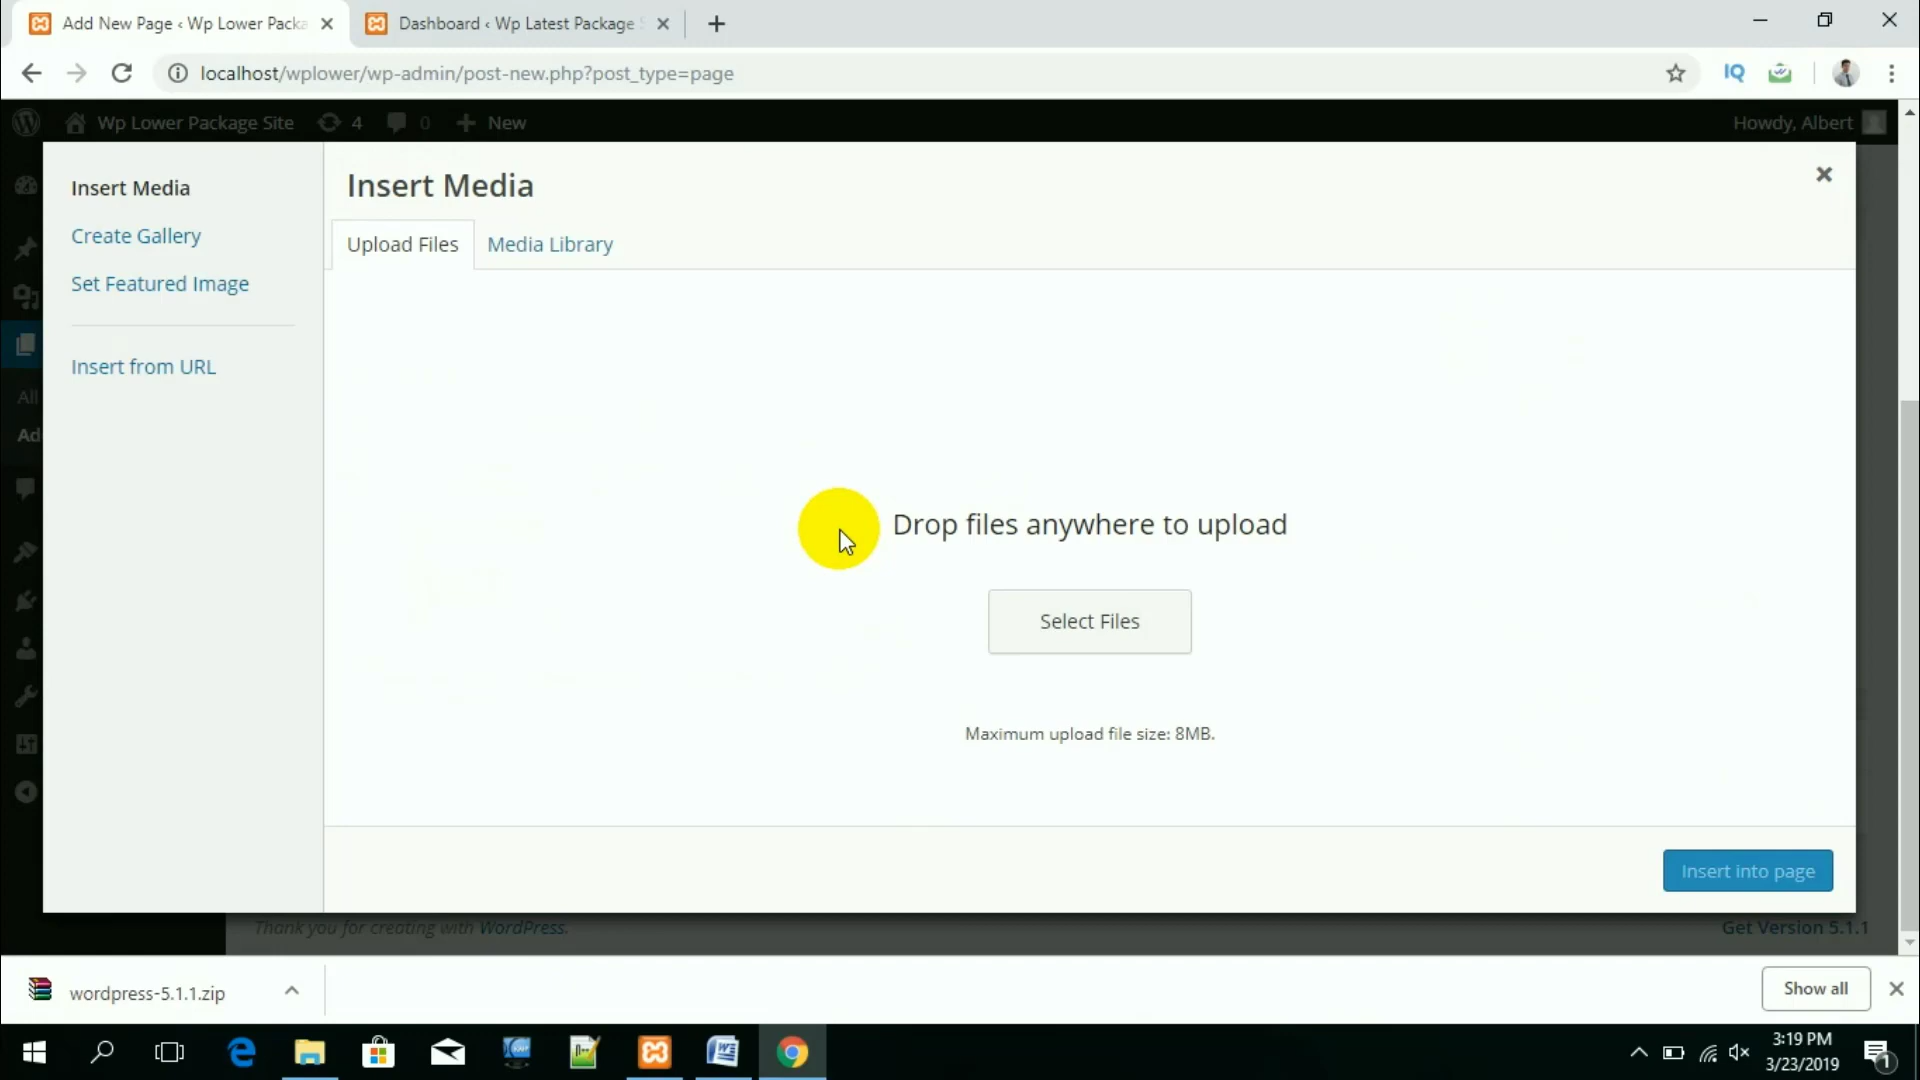 Add New Page ‹ Wp Lower Packa
Dashboard ‹ Wp Latest Package
localhost/wplower/wp-admin/post-new.php?post_type=page
IQ
Wp Lower Package Site
4
0
New
Howdy, Albert
Insert Media
Create Gallery
Set Featured Image
Insert from URL
All
Ad
Insert Media
Upload Files
Media Library
Drop files anywhere to upload
Select Files
Maximum upload file size: 8MB.
Insert into page
Thank you for creating with WordPress.
Get Version 5.1.1
wordpress-5.1.1.zip
Show all
3:19 PM
3/23/2019
1